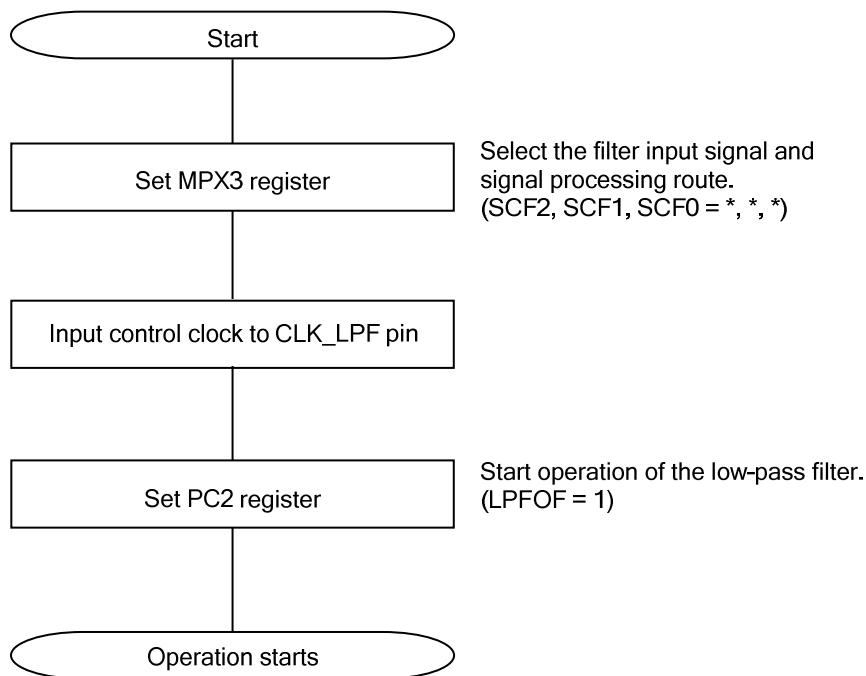 Start
Set MPX3 register
Select the filter input signal and
signal processing route.
(SCF2, SCF1, SCF0 = *, *, *)
Input control clock to CLK_LPF pin
Set PC2 register
Start operation of the low-pass filter.
(LPFOF = 1)
Operation starts